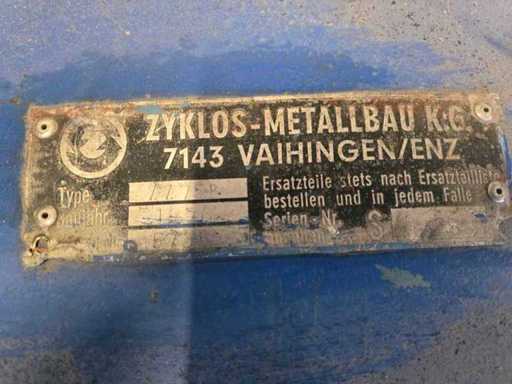 ZYKLOS-METALLBAU K.G.
7143 VAIHINGEN/ENZ
Type
Ersatzteile stets nach Ersatzteilliste
bestellen und in jedem Falle
Serien-Nr.